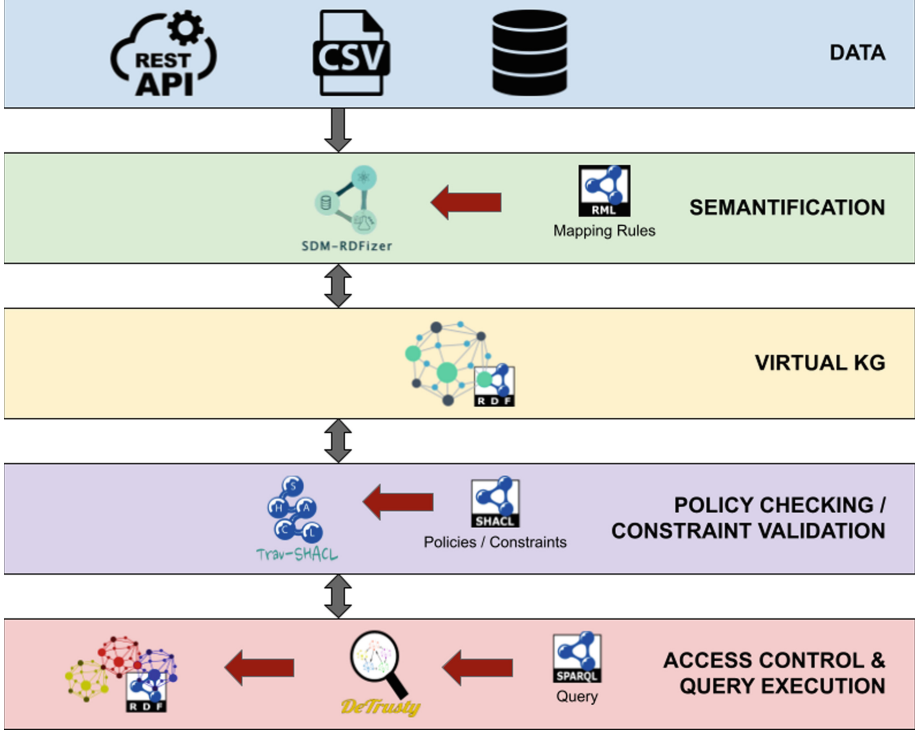 REST
API
CSV
DATA
SDM-RDFizer
RML
Mapping Rules
SEMANTIFICATION
RDF
VIRTUAL KG
S
H A
C L
Trav-SHACL
SHACL
Policies / Constraints
POLICY CHECKING /
CONSTRAINT VALIDATION
RDF
DeTrusty
SPARQL
Query
ACCESS CONTROL &
QUERY EXECUTION